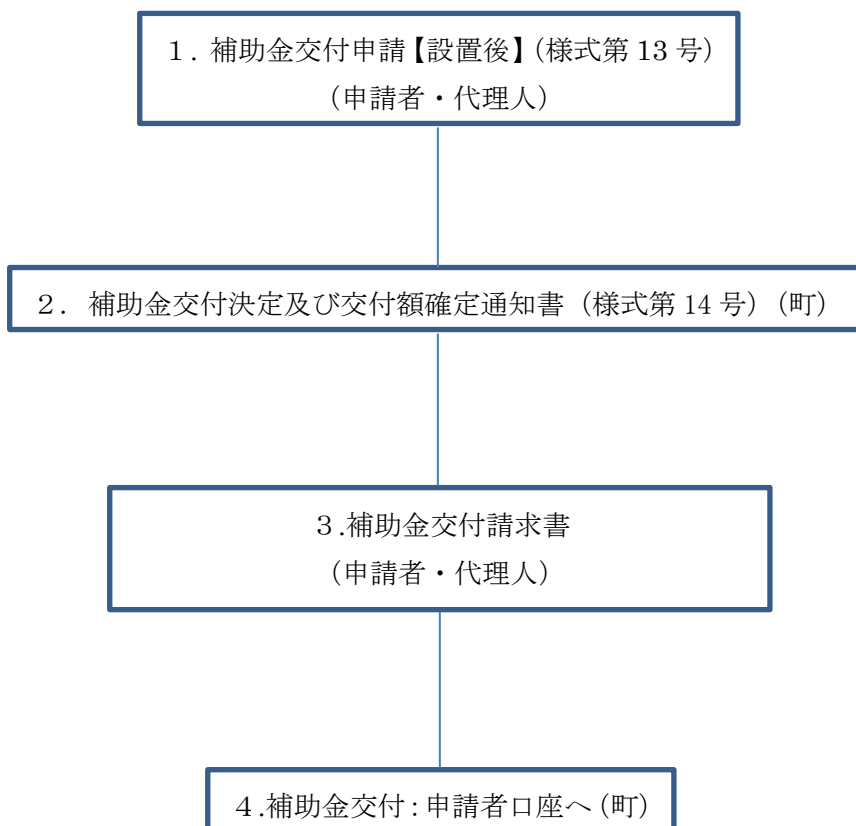 １. 補助金交付申請【設置後】（様式第 13 号）
（申請者・代理人）
２．補助金交付決定及び交付額確定通知書（様式第 14 号）（町）
３.補助金交付請求書
（申請者・代理人）
４.補助金交付：申請者口座へ（町）